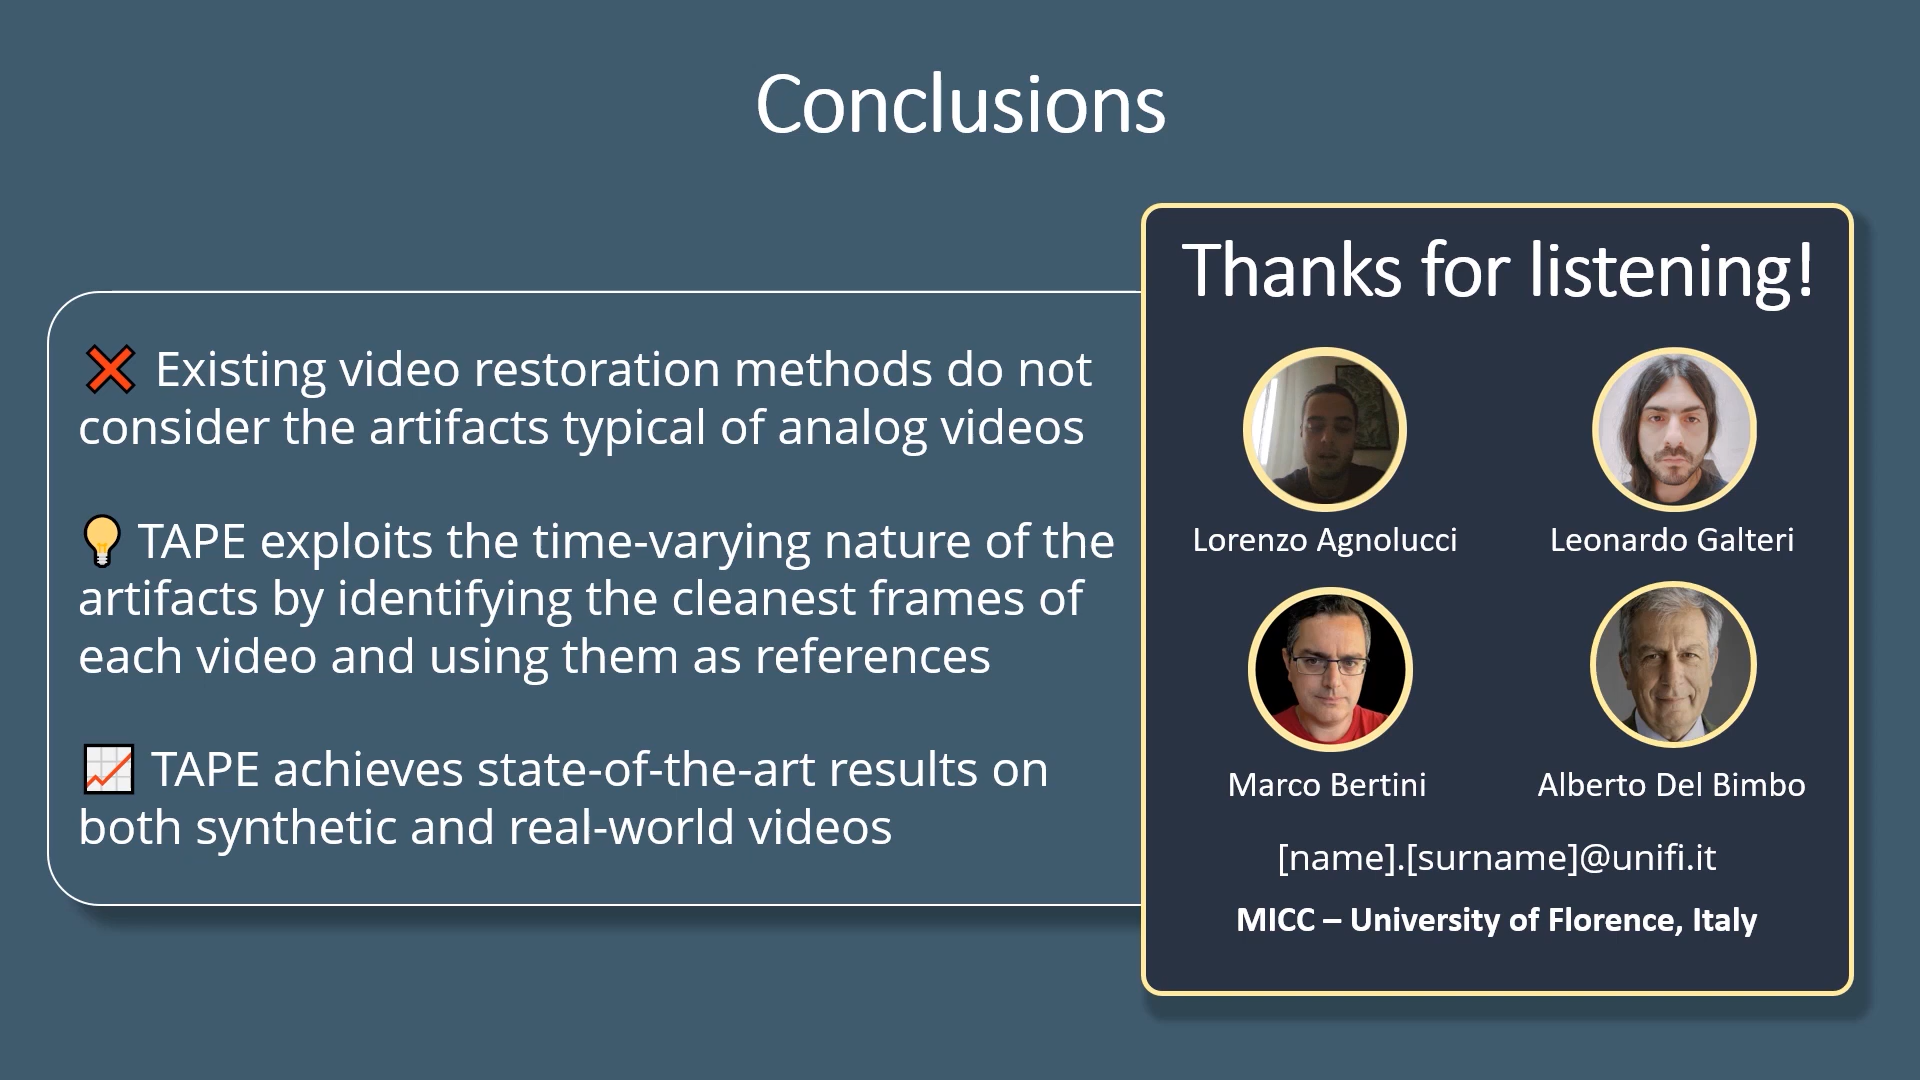 Conclusions
Existing video restoration methods do not
consider the artifacts typical of analog videos
TAPE exploits the time-varying nature of the
artifacts by identifying the cleanest frames of
each video and using them as references
TAPE achieves state-of-the-art results on
both synthetic and real-world videos
Thanks for listening!
Lorenzo Agnolucci
Leonardo Galteri
Marco Bertini
Alberto Del Bimbo
[name].[surname]@unifi.it
MICC – University of Florence, Italy